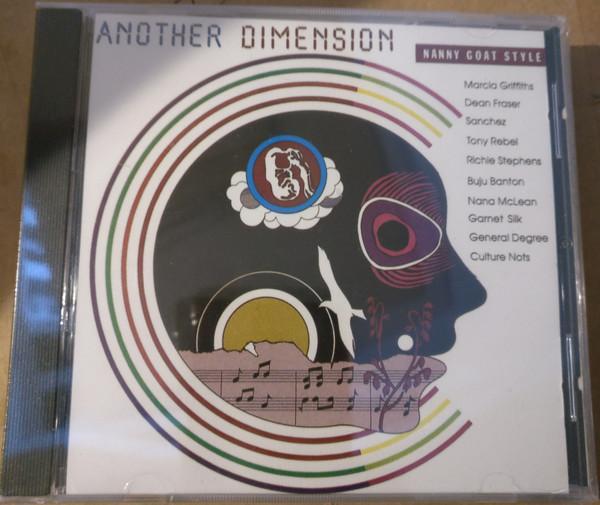 ANOTHER DIMENSION
NANNY GOAT STYLE
Marcia Griffiths
Dean Fraser
Sanchez
Tony Rebel
Richie Stephens
Buju Banton
Nana McLean
Garnet Silk
General Degree
Culture Nots